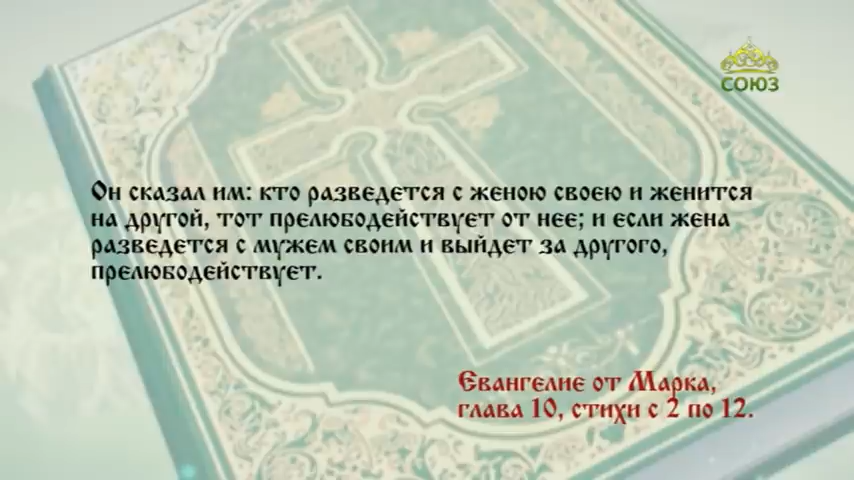 СОЮЗ
Он сказал им: кто разведется с женою своею и женится
на другой, тот прелюбодействует от нее; и если жена
разведется с мужем своим и выйдет за другого,
прелюбодействует.
Евангелие от Марка,
глава 10, стихи с 2 по 12.